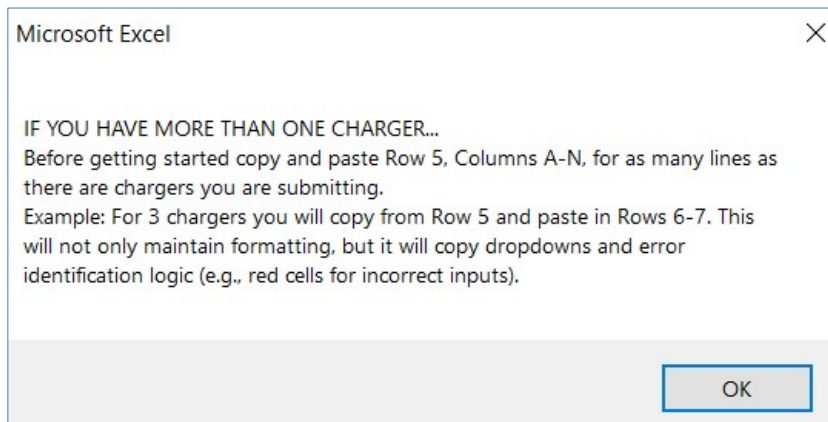 Microsoft Excel
IF YOU HAVE MORE THAN ONE CHARGER...
Before getting started copy and paste Row 5, Columns A-N, for as many lines as
there are chargers you are submitting.
Example: For 3 chargers you will copy from Row 5 and paste in Rows 6-7. This
will not only maintain formatting, but it will copy dropdowns and error
identification logic (e.g., red cells for incorrect inputs).
OK